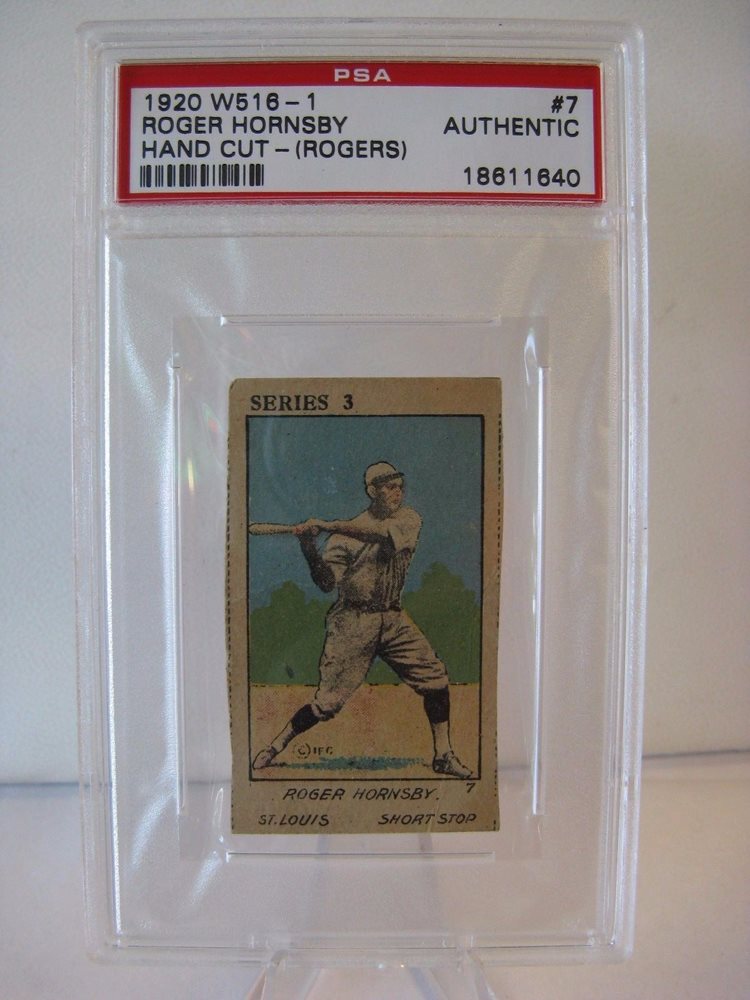 PSA
1920 W516-1 #7
ROGER HORNSBY AUTHENTIC
HAND CUT-(ROGERS)
18611640
SERIES 3
© IFC
7
ROGER HORNSBY.
ST. LOUIS SHORT STOP